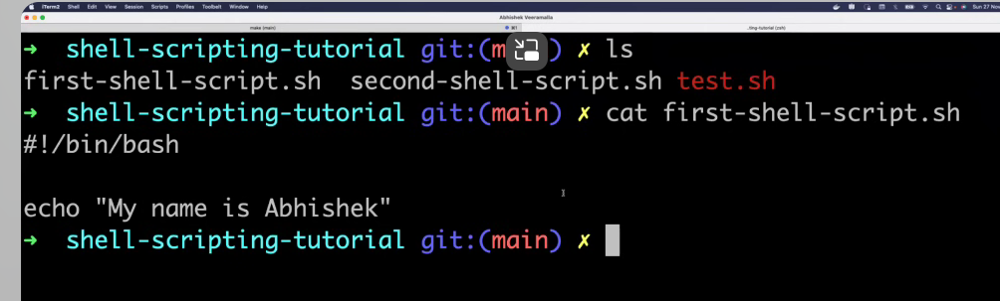 iTerm2 Shell Edit View Session Scripts Profiles Toolbelt Window Help
Sun 27 Nov
Abhishek Veeramalla
make (main)
⌘1
..ting-tutorial (zsh)
➜ shell-scripting-tutorial git:(m ) ✗ ls
first-shell-script.sh second-shell-script.sh test.sh
➜ shell-scripting-tutorial git:(main) ✗ cat first-shell-script.sh
#!/bin/bash
echo "My name is Abhishek"
➜ shell-scripting-tutorial git:(main) ✗